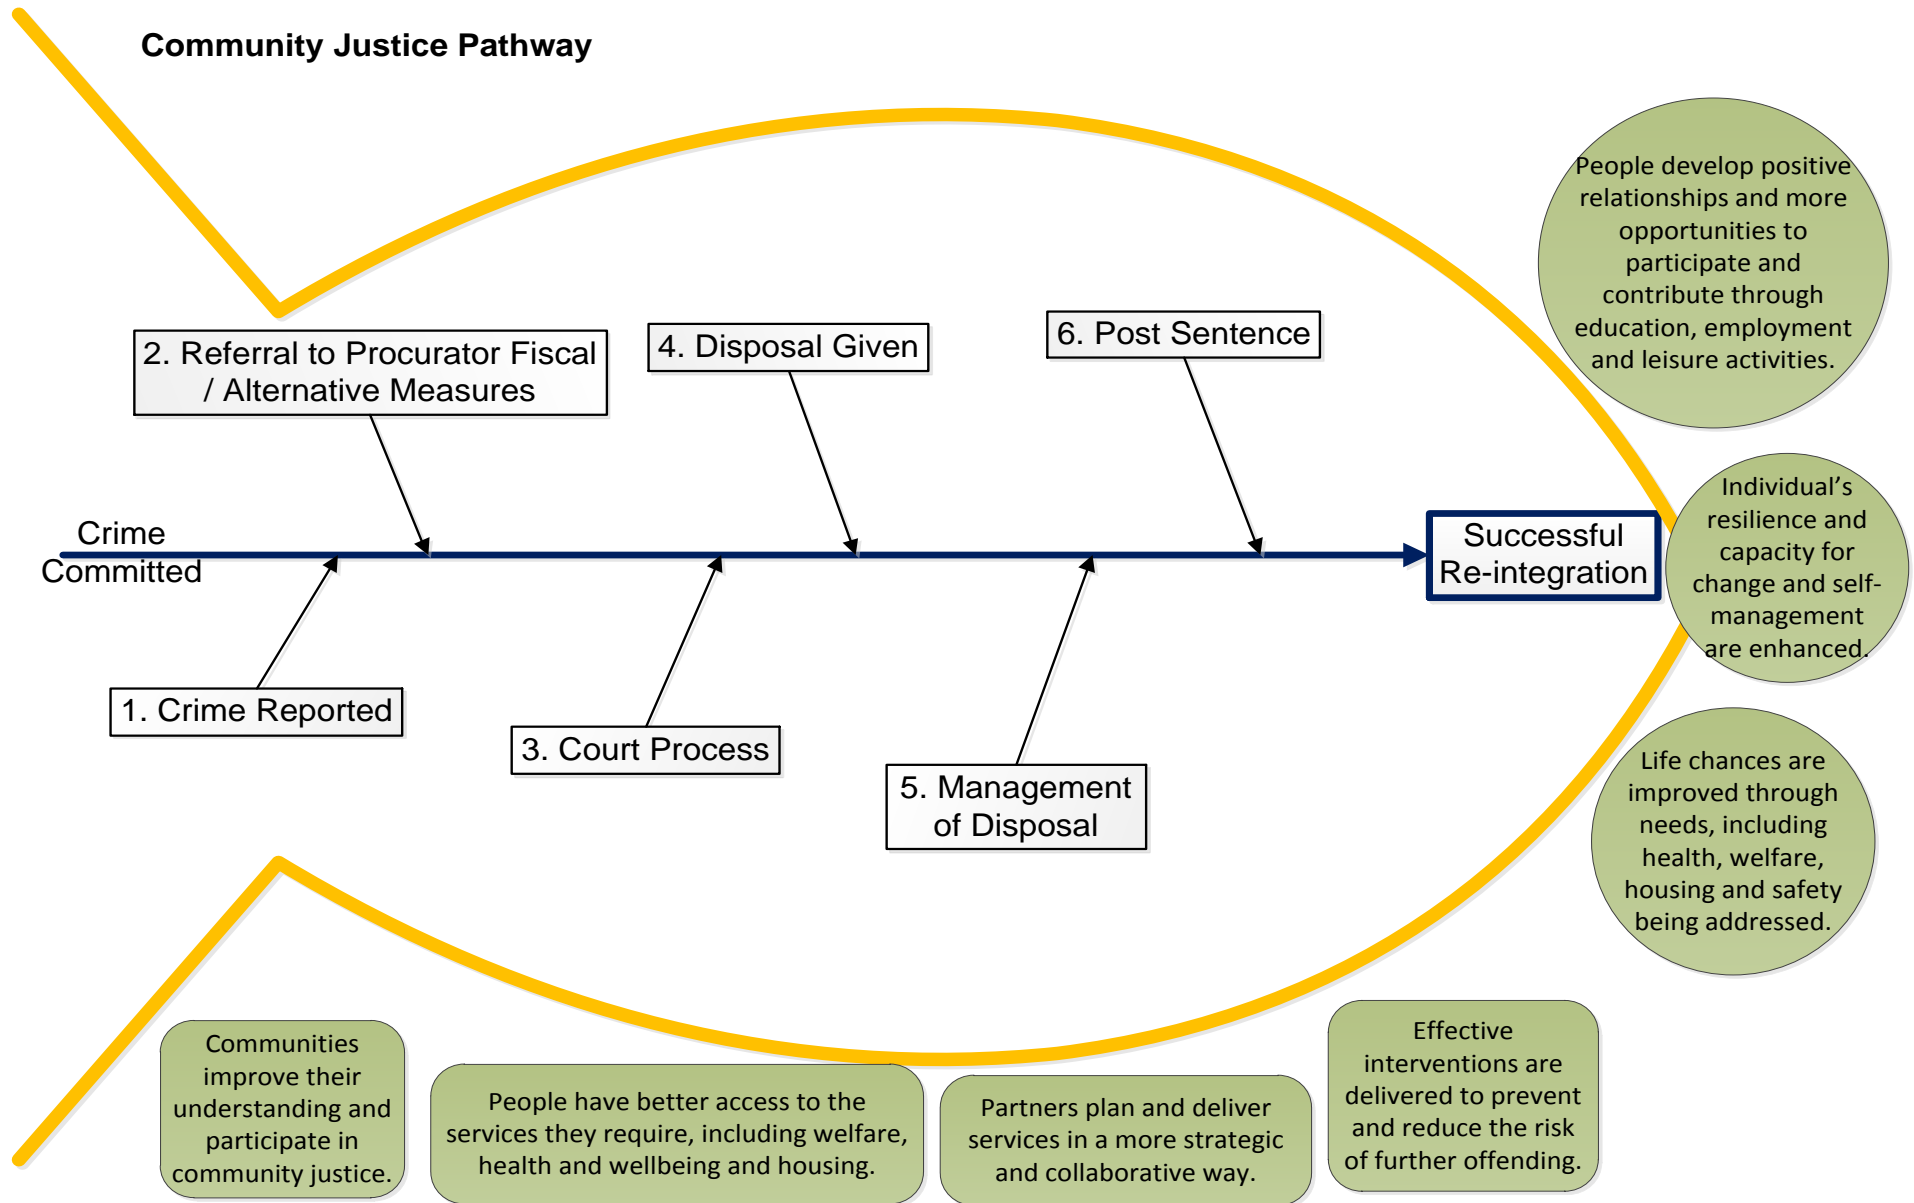 Community Justice Pathway
People develop positive
relationships and more
opportunities to
participate and
contribute through
education, employment
and leisure activities.
2. Referral to Procurator Fiscal
/ Alternative Measures
4. Disposal Given
6. Post Sentence
Crime
Committed
Successful
Re-integration
Individual’s
resilience and
capacity for
change and self-
management
are enhanced.
1. Crime Reported
3. Court Process
5. Management
of Disposal
Life chances are
improved through
needs, including
health, welfare,
housing and safety
being addressed.
Communities
improve their
understanding and
participate in
community justice.
People have better access to the
services they require, including welfare,
health and wellbeing and housing.
Partners plan and deliver
services in a more strategic
and collaborative way.
Effective
interventions are
delivered to prevent
and reduce the risk
of further offending.